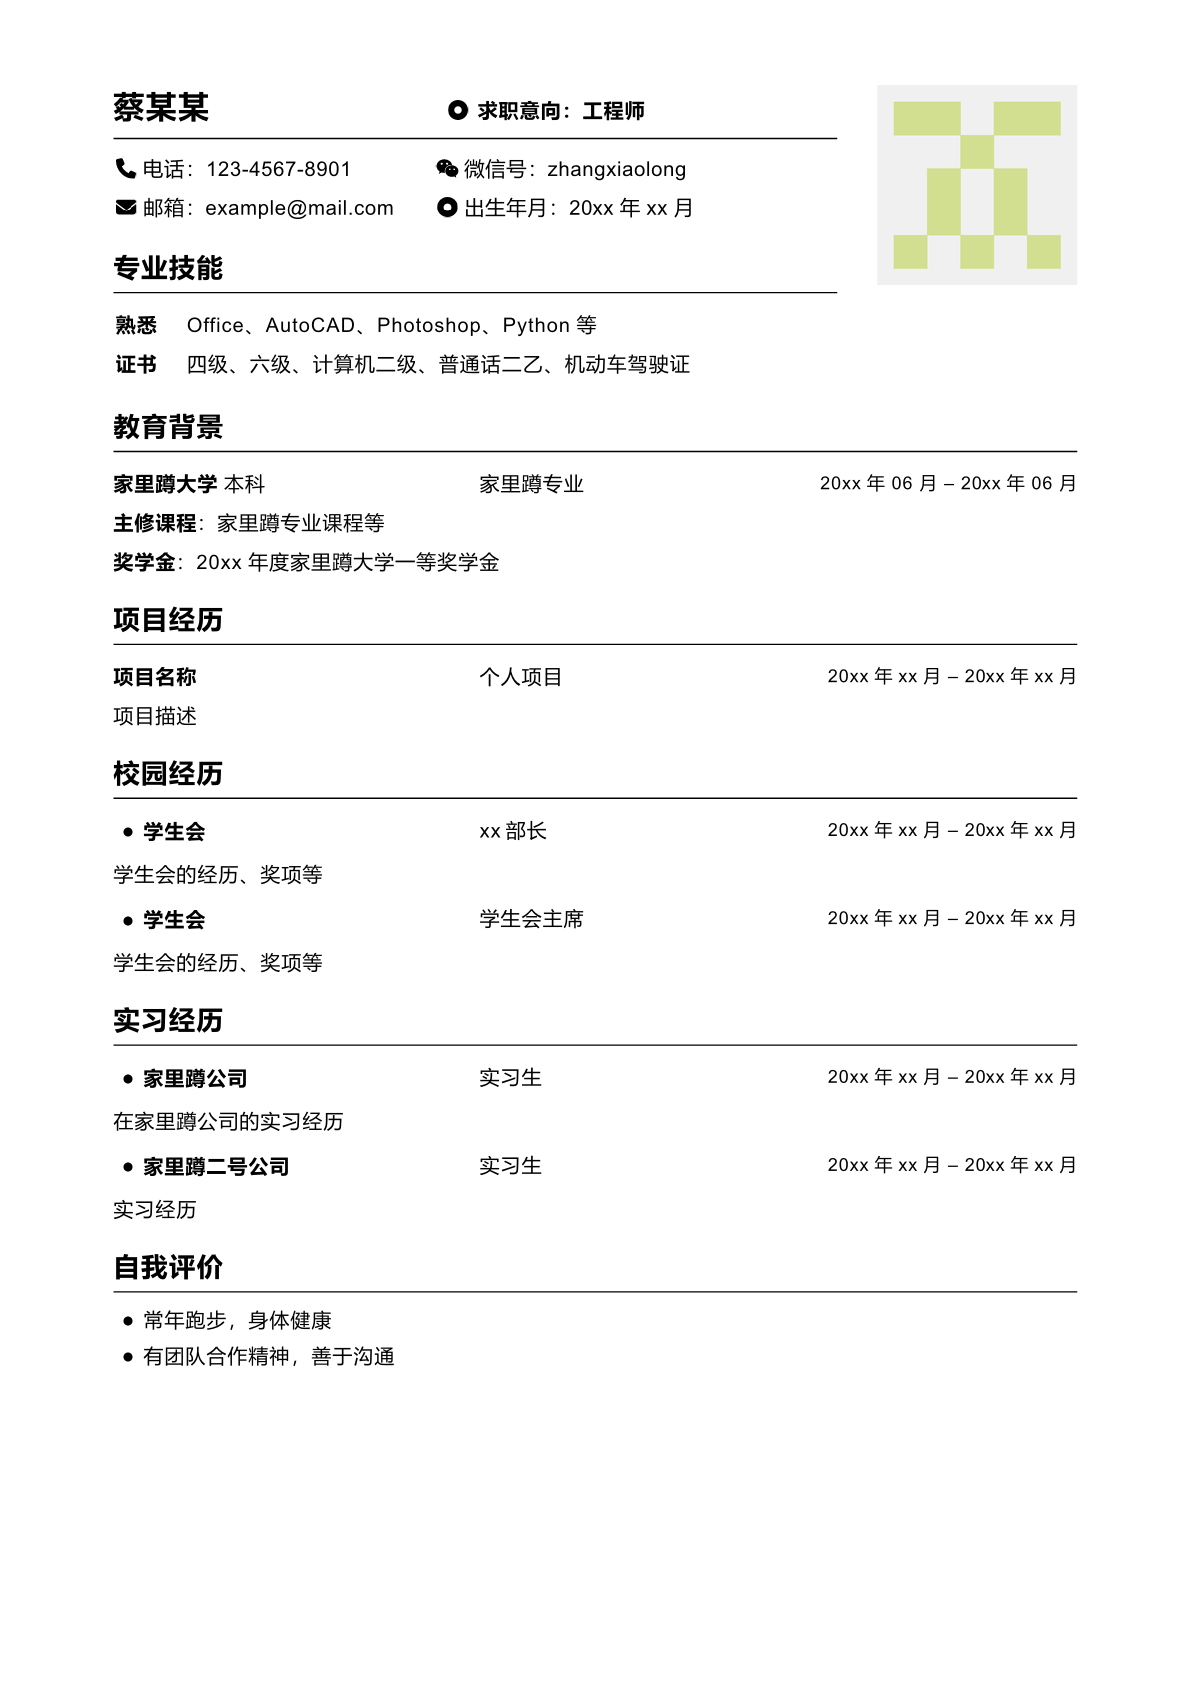 蔡某某 求职意向：工程师
电话：123-4567-8901 微信号：zhangxiaolong
邮箱：example@mail.com 出生年月：20xx 年 xx 月
专业技能
熟悉 Office、AutoCAD、Photoshop、Python 等
证书 四级、六级、计算机二级、普通话二乙、机动车驾驶证
教育背景
家里蹲大学 本科 家里蹲专业 20xx 年 06 月 – 20xx 年 06 月
主修课程：家里蹲专业课程等
奖学金：20xx 年度家里蹲大学一等奖学金
项目经历
项目名称 个人项目 20xx 年 xx 月 – 20xx 年 xx 月
项目描述
校园经历
● 学生会 xx 部长 20xx 年 xx 月 – 20xx 年 xx 月
学生会的经历、奖项等
● 学生会 学生会主席 20xx 年 xx 月 – 20xx 年 xx 月
学生会的经历、奖项等
实习经历
● 家里蹲公司 实习生 20xx 年 xx 月 – 20xx 年 xx 月
在家里蹲公司的实习经历
● 家里蹲二号公司 实习生 20xx 年 xx 月 – 20xx 年 xx 月
实习经历
自我评价
● 常年跑步，身体健康
● 有团队合作精神，善于沟通